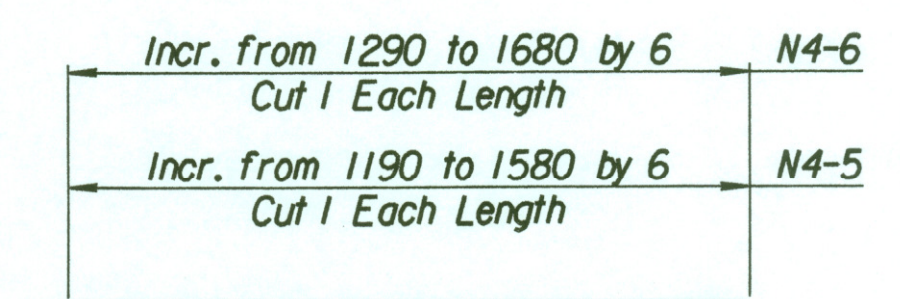 Incr. from 1290 to 1680 by 6 N4-6
Cut 1 Each Length
Incr. from 1190 to 1580 by 6 N4-5
Cut 1 Each Length